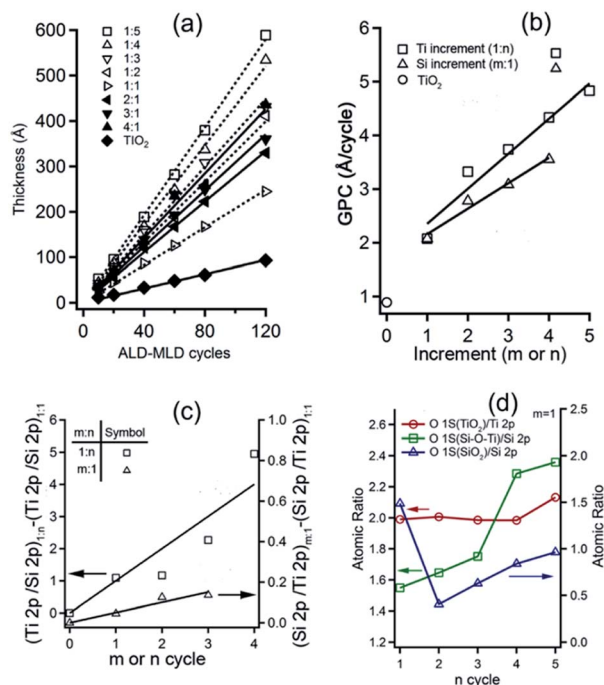 (a)
600
500
400
300
200
100
0
Thickness (Å)
1:5
1:4
1:3
1:2
1:1
2:1
3:1
4:1
TIO₂
0
40
80
120
ALD-MLD cycles
(b)
6
5
4
3
2
1
GPC (Å/cycle)
Ti increment (1:n)
Si increment (m:1)
TiO₂
0
1
2
3
4
5
Increment (m or n)
(c)
6
5
4
3
2
1
0
(Ti 2p /Si 2p)1:n-(Ti 2p /Si 2p)1:1
m:n Symbol
1:n
m:1
1.0
0.8
0.6
0.4
0.2
0.0
(Si 2p /Ti 2p)m:1-(Si 2p /Ti 2p)1:1
0
1
2
3
4
m or n cycle
(d)
O 1S(TiO₂)/Ti 2p
O 1S(Si-O-Ti)/Si 2p
O 1S(SiO₂)/Si 2p
m=1
2.6
2.4
2.2
2.0
1.8
1.6
1.4
1.2
Atomic Ratio
2.5
2.0
1.5
1.0
0.5
0.0
Atomic Ratio
1
2
3
4
5
n cycle